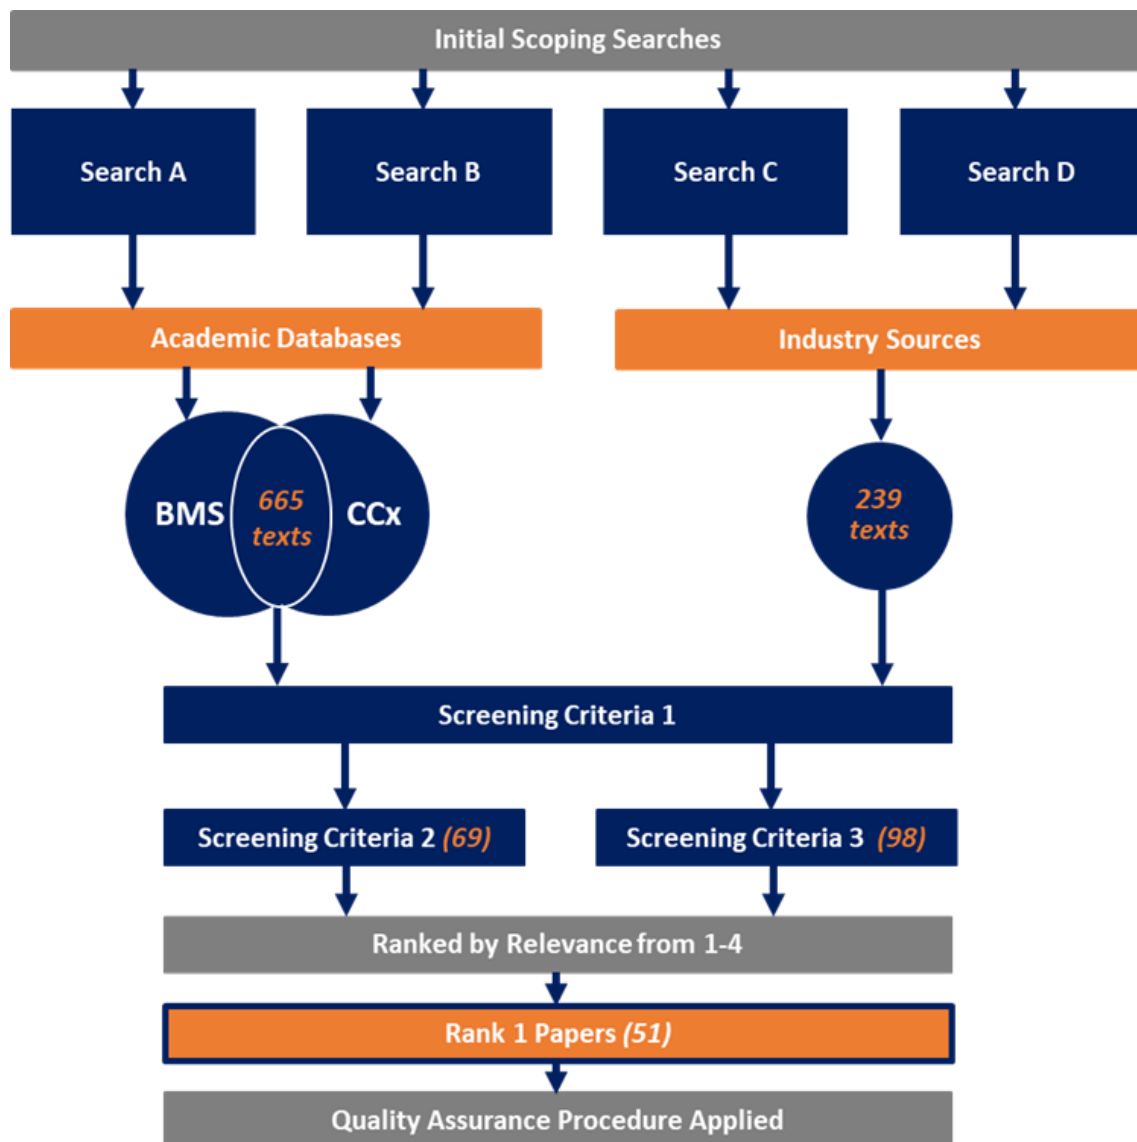 Initial Scoping Searches
Search A
Search B
Search C
Search D
Academic Databases
Industry Sources
BMS
665
texts
CCx
239
texts
Screening Criteria 1
Screening Criteria 2 (69)
Screening Criteria 3 (98)
Ranked by Relevance from 1-4
Rank 1 Papers (51)
Quality Assurance Procedure Applied